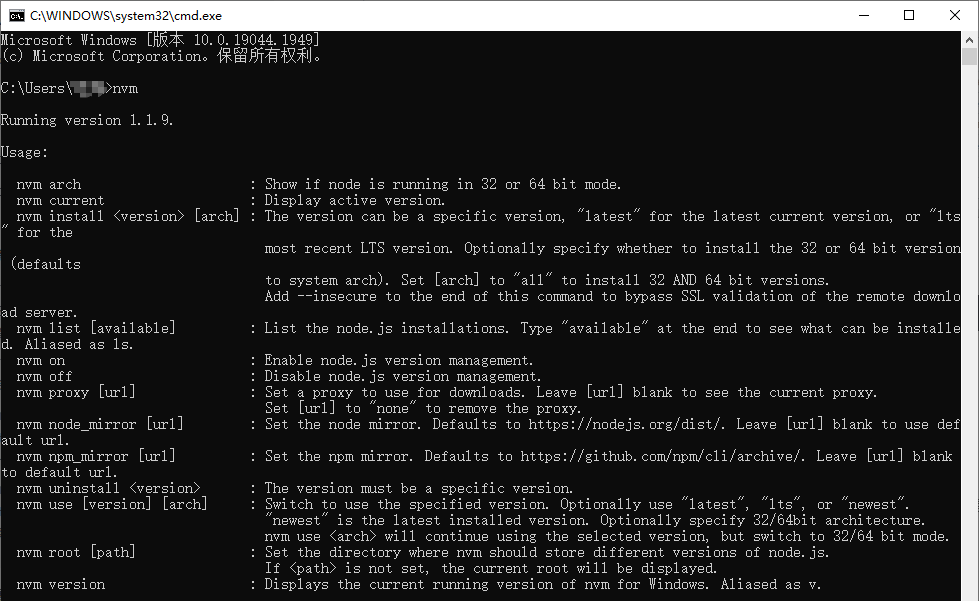 C:\WINDOWS\system32\cmd.exe
Microsoft Windows [版本 10.0.19044.1949]
(c) Microsoft Corporation。保留所有权利。
C:\Users\>nvm
Running version 1.1.9.
Usage:
nvm arch : Show if node is running in 32 or 64 bit mode.
nvm current : Display active version.
nvm install <version> [arch] : The version can be a specific version, "latest" for the latest current version, or "lts
" for the
most recent LTS version. Optionally specify whether to install the 32 or 64 bit version
(defaults
to system arch). Set [arch] to "all" to install 32 AND 64 bit versions.
Add --insecure to the end of this command to bypass SSL validation of the remote downlo
ad server.
nvm list [available] : List the node.js installations. Type "available" at the end to see what can be installe
d. Aliased as ls.
nvm on : Enable node.js version management.
nvm off : Disable node.js version management.
nvm proxy [url] : Set a proxy to use for downloads. Leave [url] blank to see the current proxy.
Set [url] to "none" to remove the proxy.
nvm node_mirror [url] : Set the node mirror. Defaults to https://nodejs.org/dist/. Leave [url] blank to use def
ault url.
nvm npm_mirror [url] : Set the npm mirror. Defaults to https://github.com/npm/cli/archive/. Leave [url] blank
to default url.
nvm uninstall <version> : The version must be a specific version.
nvm use [version] [arch] : Switch to use the specified version. Optionally use "latest", "lts", or "newest".
"newest" is the latest installed version. Optionally specify 32/64bit architecture.
nvm use <arch> will continue using the selected version, but switch to 32/64 bit mode.
nvm root [path] : Set the directory where nvm should store different versions of node.js.
If <path> is not set, the current root will be displayed.
nvm version : Displays the current running version of nvm for Windows. Aliased as v.